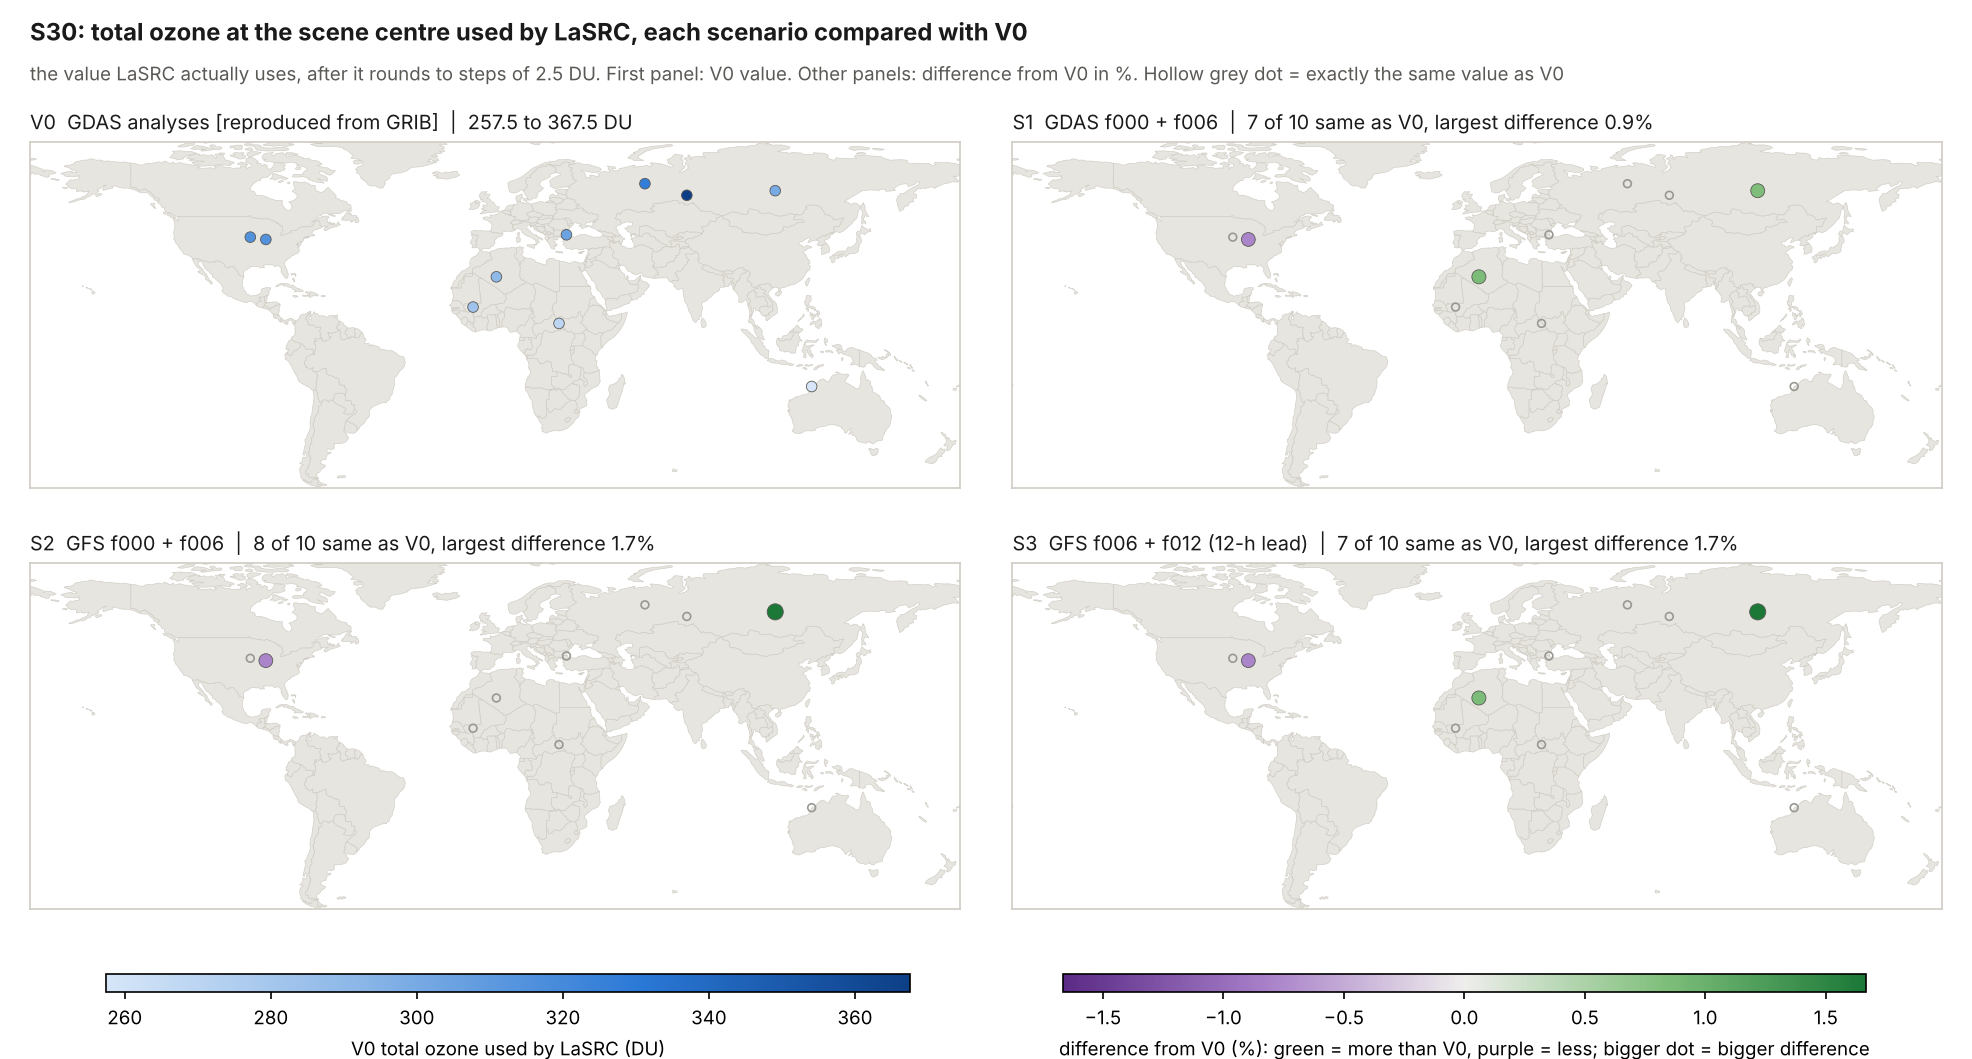 S30: total ozone at the scene centre used by LaSRC, each scenario compared with V0
the value LaSRC actually uses, after it rounds to steps of 2.5 DU. First panel: V0 value. Other panels: difference from V0 in %. Hollow grey dot = exactly the same value as V0
V0  GDAS analyses [reproduced from GRIB]  |  257.5 to 367.5 DU
S1  GDAS f000 + f006  |  7 of 10 same as V0, largest difference 0.9%
S2  GFS f000 + f006  |  8 of 10 same as V0, largest difference 1.7%
S3  GFS f006 + f012 (12-h lead)  |  7 of 10 same as V0, largest difference 1.7%
260 280 300 320 340 360
V0 total ozone used by LaSRC (DU)
−1.5 −1.0 −0.5 0.0 0.5 1.0 1.5
difference from V0 (%): green = more than V0, purple = less; bigger dot = bigger difference